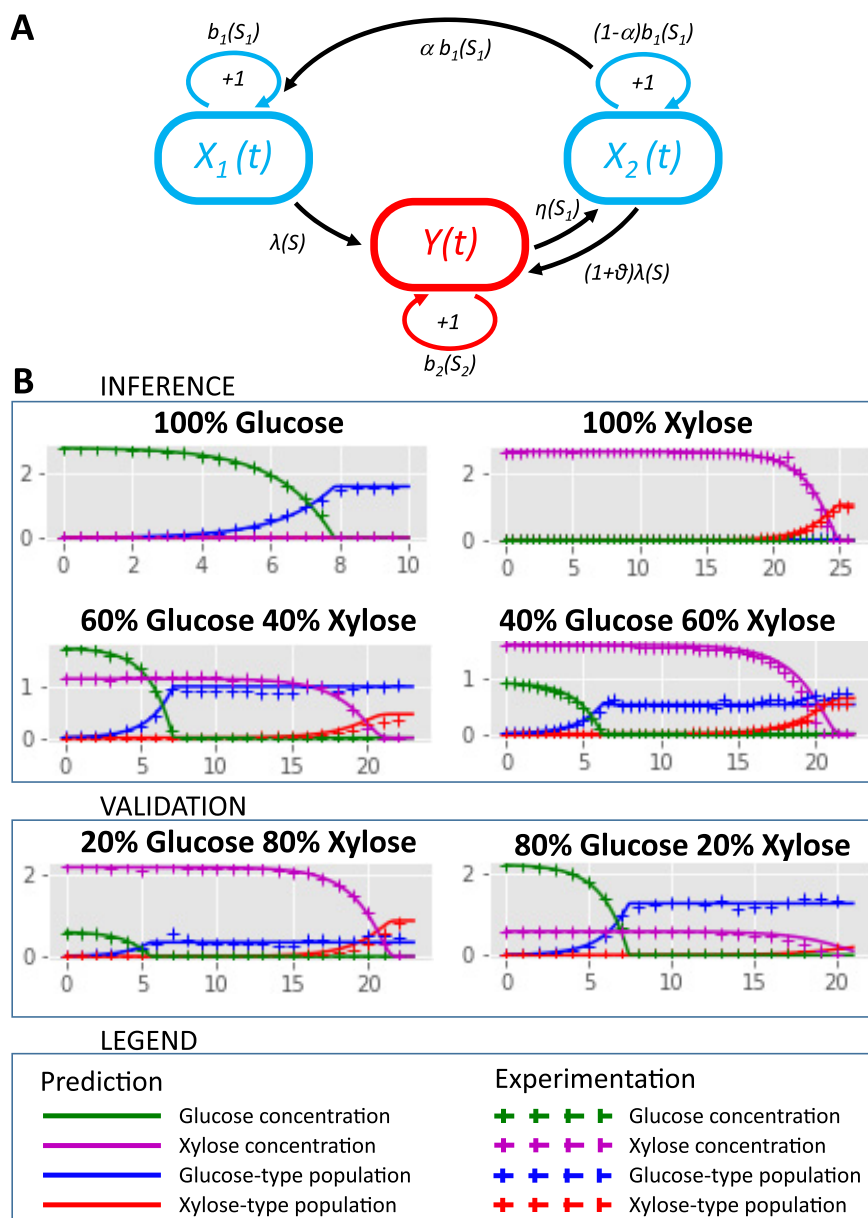 A
b₁(S₁)
+1
α b₁(S₁)
(1-α)b₁(S₁)
+1
X₁(t)
X₂(t)
λ(S)
Y(t)
η(S₁)
(1+ϑ)λ(S)
+1
b₂(S₂)
B
INFERENCE
100% Glucose
100% Xylose
2
0
0 2 4 6 8 10
2
0
0 5 10 15 20 25
60% Glucose 40% Xylose
40% Glucose 60% Xylose
1
0
0 5 10 15 20
1
0
0 5 10 15 20
VALIDATION
20% Glucose 80% Xylose
80% Glucose 20% Xylose
2
0
0 5 10 15 20
2
0
0 5 10 15 20
LEGEND
Prediction
Glucose concentration
Xylose concentration
Glucose-type population
Xylose-type population
Experimentation
Glucose concentration
Xylose concentration
Glucose-type population
Xylose-type population